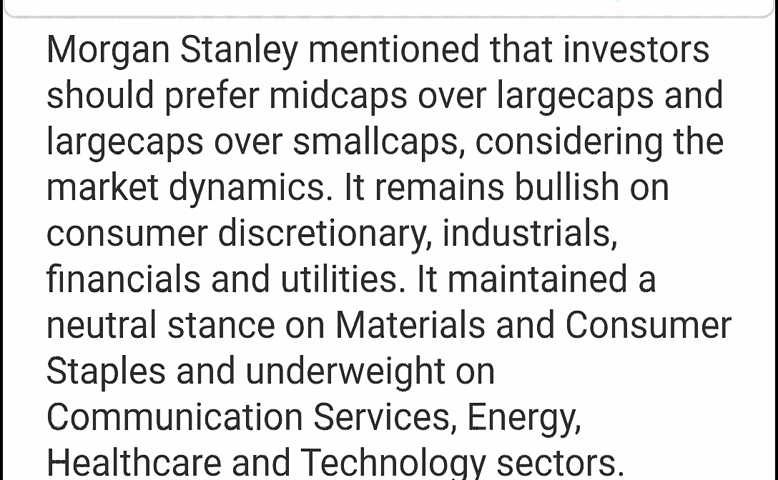 Morgan Stanley mentioned that investors
should prefer midcaps over largecaps and
largecaps over smallcaps, considering the
market dynamics. It remains bullish on
consumer discretionary, industrials,
financials and utilities. It maintained a
neutral stance on Materials and Consumer
Staples and underweight on
Communication Services, Energy,
Healthcare and Technology sectors.